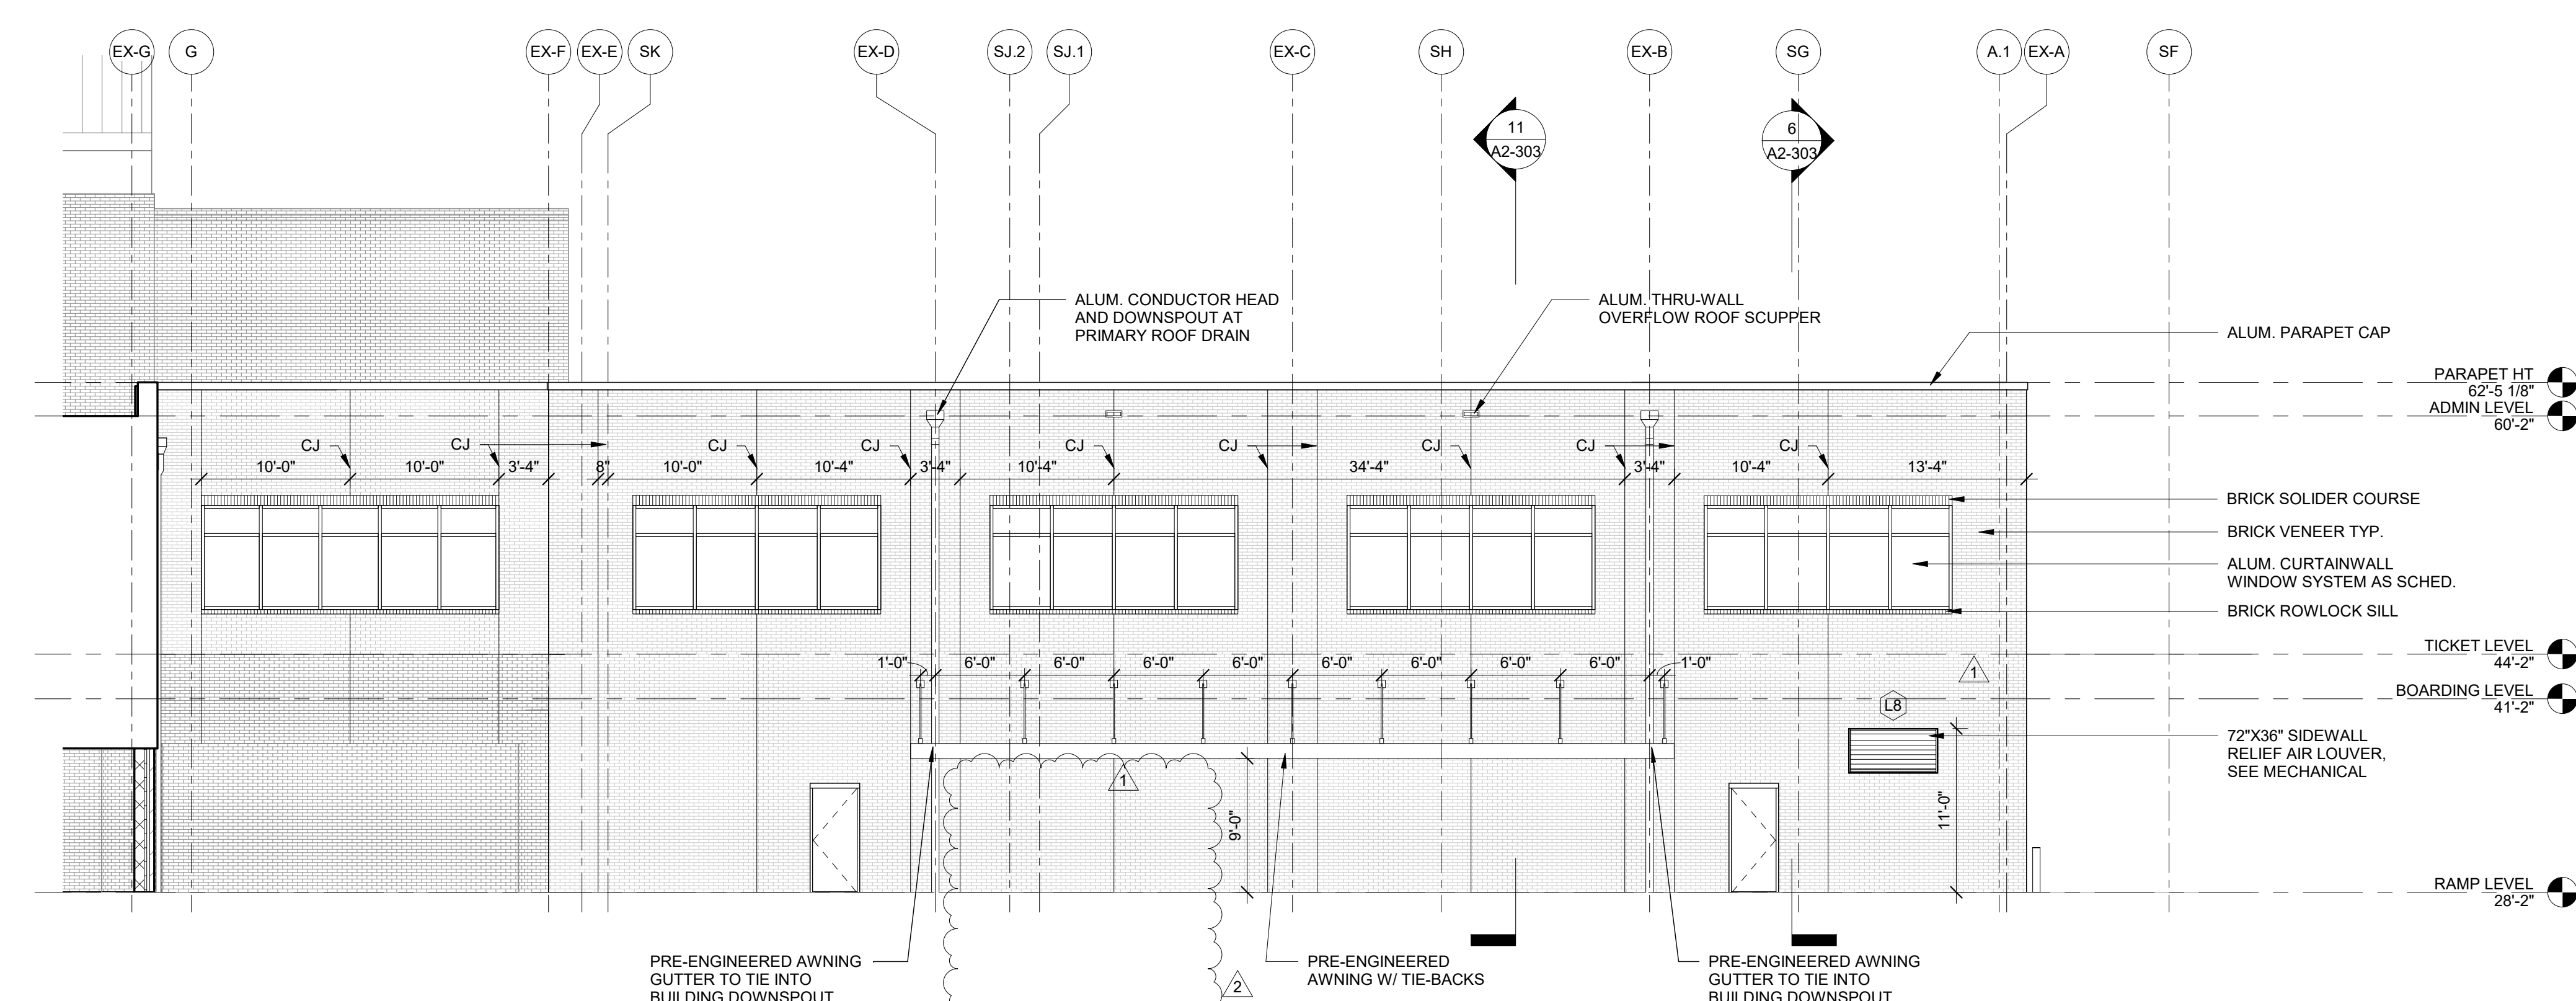 EX-G
G
EX-F
EX-E
SK
EX-D
SJ.2
SJ.1
EX-C
SH
EX-B
SG
A.1
EX-A
SF
11
A2-303
6
A2-303
ALUM. CONDUCTOR HEAD
AND DOWNSPOUT AT
PRIMARY ROOF DRAIN
ALUM. THRU-WALL
OVERFLOW ROOF SCUPPER
ALUM. PARAPET CAP
PARAPET HT
62'-5 1/8"
ADMIN LEVEL
60'-2"
CJ
CJ
CJ
CJ
CJ
CJ
CJ
CJ
CJ
10'-0"
10'-0"
3'-4"
8"
10'-0"
10'-4"
3'-4"
10'-4"
34'-4"
3'-4"
10'-4"
13'-4"
BRICK SOLIDER COURSE
BRICK VENEER TYP.
ALUM. CURTAINWALL
WINDOW SYSTEM AS SCHED.
BRICK ROWLOCK SILL
TICKET LEVEL
44'-2"
1'-0"
6'-0"
6'-0"
6'-0"
6'-0"
6'-0"
6'-0"
6'-0"
6'-0"
1'-0"
1
BOARDING LEVEL
41'-2"
L8
72"X36" SIDEWALL
RELIEF AIR LOUVER,
SEE MECHANICAL
1
9'-0"
11'-0"
RAMP LEVEL
28'-2"
PRE-ENGINEERED AWNING
GUTTER TO TIE INTO
BUILDING DOWNSPOUT
2
PRE-ENGINEERED
AWNING W/ TIE-BACKS
PRE-ENGINEERED AWNING
GUTTER TO TIE INTO
BUILDING DOWNSPOUT